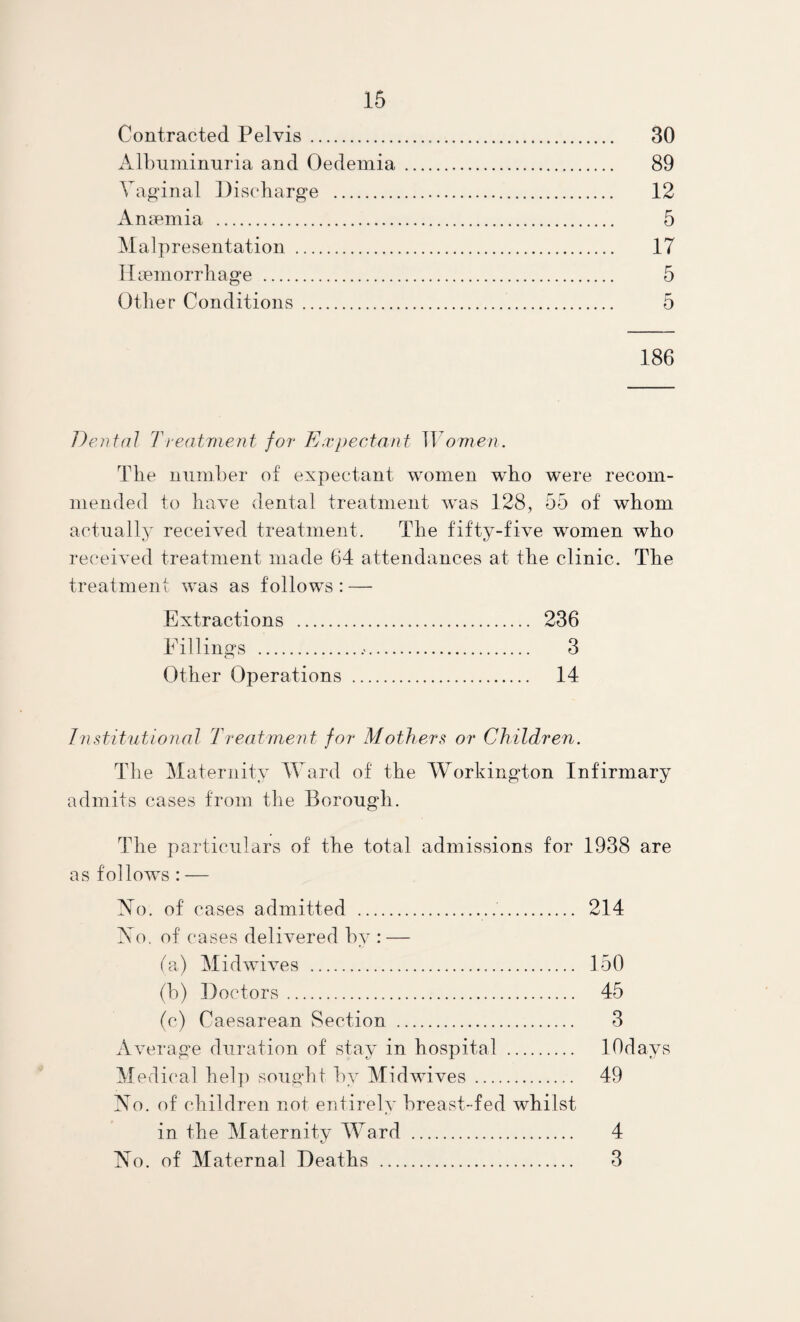 15
Contracted Pelvis ........................................ 30
Albuminuria and Oedemia ........................................ 89
Vaginal Discharge ........................................ 12
Anæmia ........................................ 5
Malpresentation ........................................ 17
Hæmorrhage ........................................ 5
Other Conditions ........................................ 5
186
Dental Treatment for Expectant Women.
The number of expectant women who were recom-
mended to have dental treatment was 128, 55 of whom
actually received treatment. The fifty-five women who
received treatment made 64 attendances at the clinic. The
treatment was as follows:—
Extractions .............................. 236
Fillings .............................. 3
Other Operations .............................. 14
Institutional Treatment for Mothers or Children.
The Maternity Ward of the Workington Infirmary
admits cases from the Borough.
The particulars of the total admissions for 1938 are
as follows:—
No. of cases admitted .............................. 214
No. of cases delivered by:—
(a) Midwives .............................. 150
(b) Doctors .............................. 45
(c) Caesarean Section .............................. 3
Average duration of stay in hospital ......... 10days
Medical help sought by Midwives ............ 49
No. of children not entirely breast-fed whilst
in the Maternity Ward ..................... 4
No. of Maternal Deaths ........................ 3